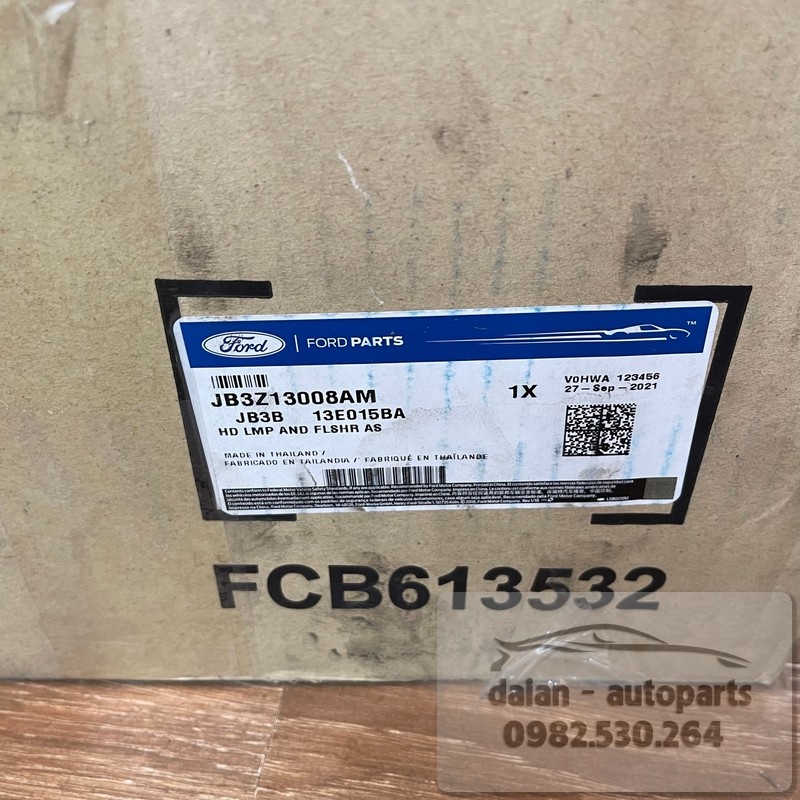 Ford
FORD PARTS
™
JB3Z13008AM
1X
V0HWA 123456
27-Sep-2021
JB3B 13E015BA
HD LMP AND FLSHR AS
MADE IN THAILAND /
FABRICADO EN TAILANDIA / FABRIQUÉ EN THAÏLANDE
FCB613532
daian - autoparts
0982.530.264